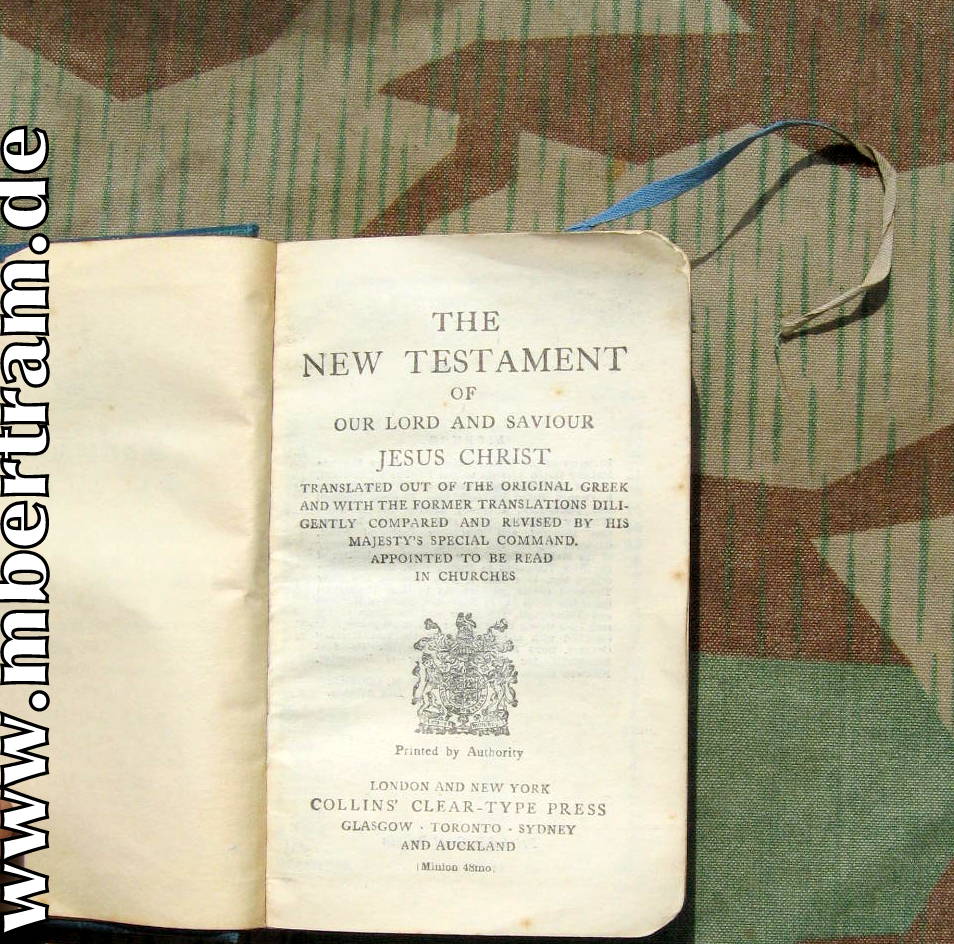 www.mbertram.de
THE
NEW TESTAMENT
OF
OUR LORD AND SAVIOUR
JESUS CHRIST
TRANSLATED OUT OF THE ORIGINAL GREEK
AND WITH THE FORMER TRANSLATIONS DILI-
GENTLY COMPARED AND REVISED BY HIS
MAJESTY'S SPECIAL COMMAND.
APPOINTED TO BE READ
IN CHURCHES
Printed by Authority
LONDON AND NEW YORK
COLLINS' CLEAR-TYPE PRESS
GLASGOW · TORONTO · SYDNEY
AND AUCKLAND
(Minion 48mo)